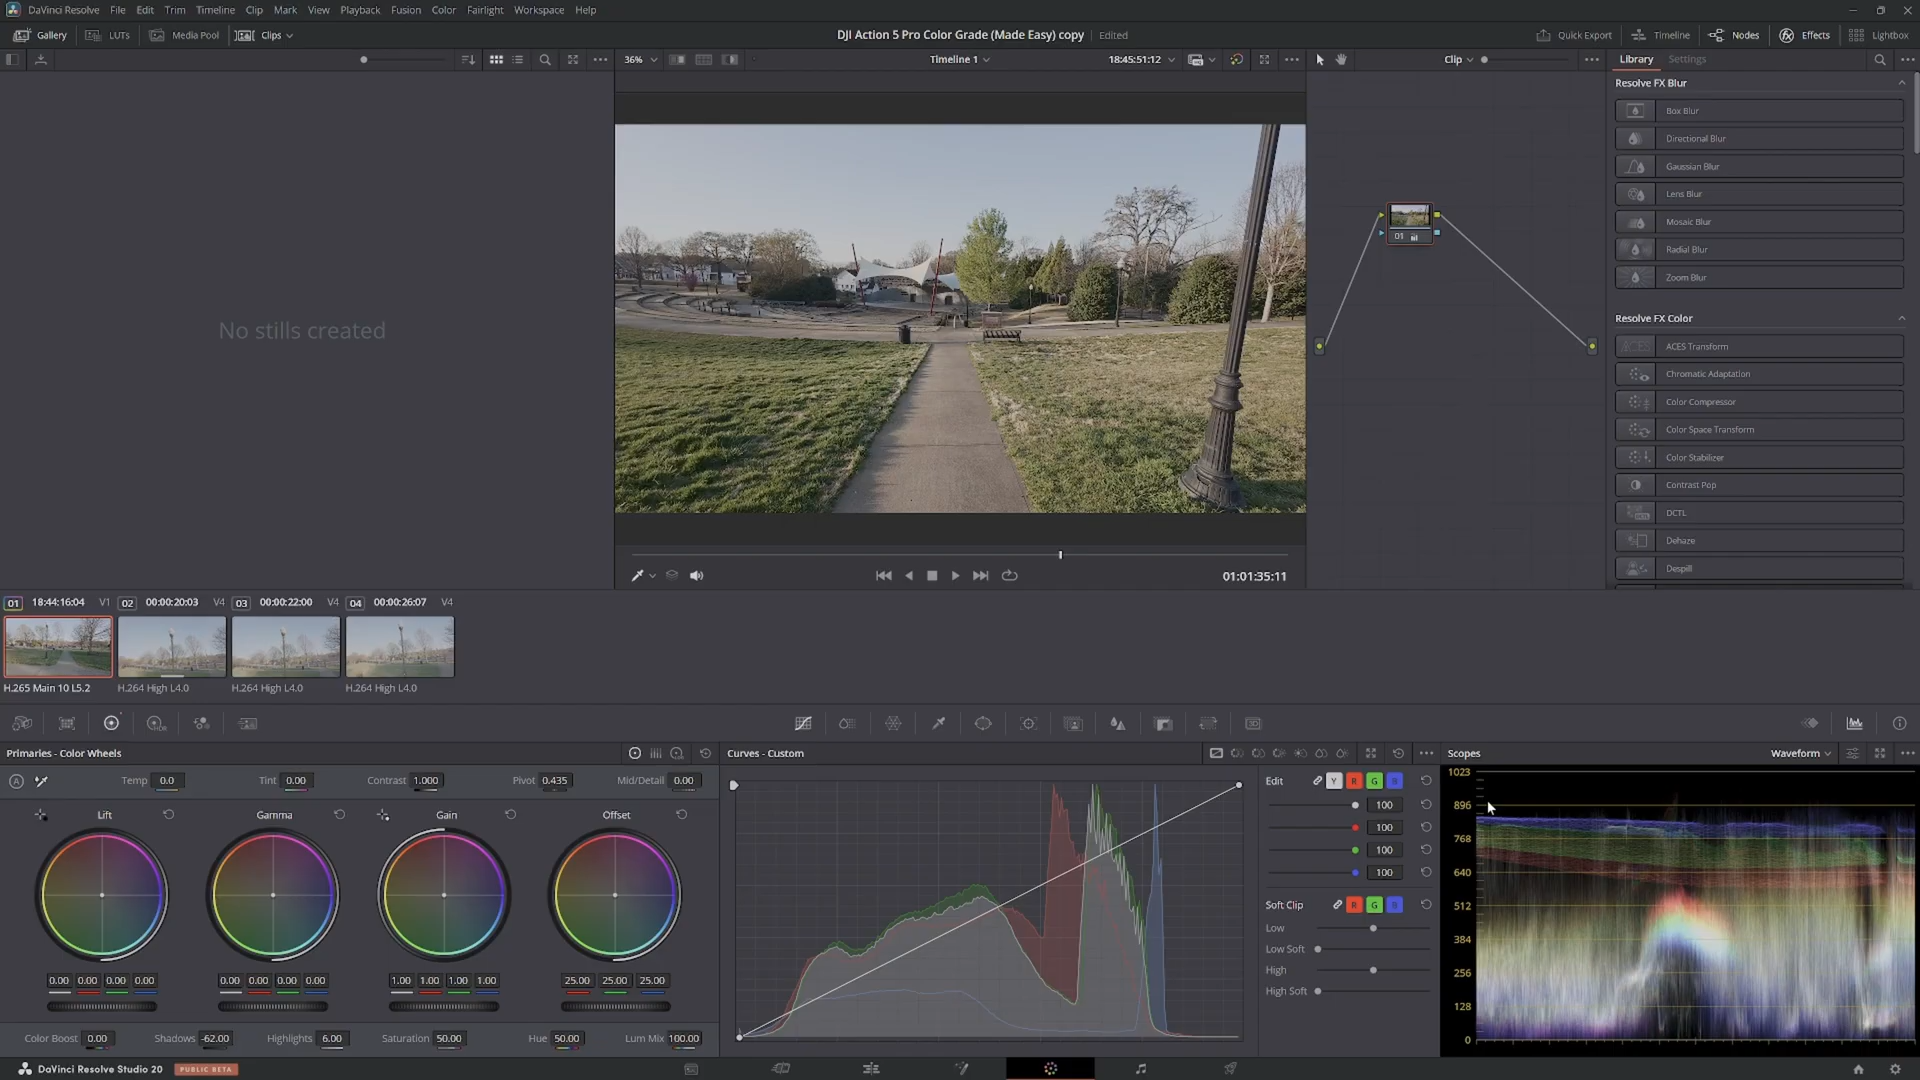 DaVinci Resolve File Edit Trim Timeline Clip Mark View Playback Fusion Color Fairlight Workspace Help
Gallery LUTs Media Pool Clips DJI Action 5 Pro Color Grade (Made Easy) copy Edited Quick Export Timeline Nodes Effects Lightbox
36% Timeline 1 18:45:51:12 Clip Library Settings
Resolve FX Blur
Box Blur
Directional Blur
Gaussian Blur
Lens Blur
Mosaic Blur
Radial Blur
Zoom Blur
01
Resolve FX Color
No stills created
ACES Transform
Chromatic Adaptation
Color Compressor
Color Space Transform
Color Stabilizer
Contrast Pop
DCTL
Dehaze
Despill
01:01:35:11
01 18:44:16:04 V1 02 00:00:20:03 V4 03 00:00:22:00 V4 04 00:00:26:07 V4
H.265 Main 10 L5.2 H.264 High L4.0 H.264 High L4.0 H.264 High L4.0
Primaries - Color Wheels Curves - Custom Scopes Waveform
Temp 0.0 Tint 0.00 Contrast 1.000 Pivot 0.435 Mid/Detail 0.00
Lift Gamma Gain Offset
0.00 0.00 0.00 0.00 0.00 0.00 0.00 0.00 1.00 1.00 1.00 1.00 25.00 25.00 25.00
Color Boost 0.00 Shadows -62.00 Highlights 6.00 Saturation 50.00 Hue 50.00 Lum Mix 100.00
Edit Y R G B
100
100
100
100
Soft Clip R G B
Low
Low Soft
High
High Soft
1023
896
768
640
512
384
256
128
0
DaVinci Resolve Studio 20 PUBLIC BETA